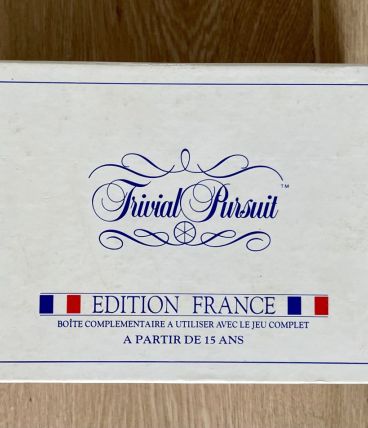 Trivial Pursuit™
EDITION FRANCE
BOÎTE COMPLEMENTAIRE A UTILISER AVEC LE JEU COMPLET
A PARTIR DE 15 ANS